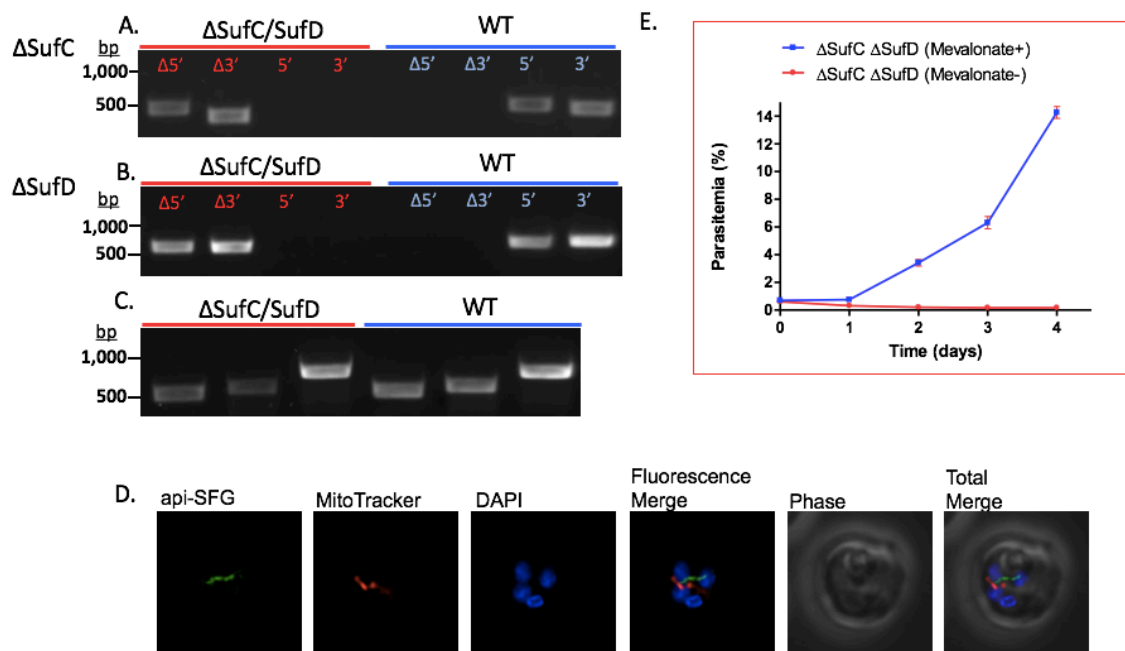 A.
ΔSufC/SufD WT
ΔSufC
bp
Δ5’ Δ3’ 5’ 3’ Δ5’ Δ3’ 5’ 3’
1,000
500
B.
ΔSufC/SufD WT
ΔSufD
bp
Δ5’ Δ3’ 5’ 3’ Δ5’ Δ3’ 5’ 3’
1,000
500
C.
ΔSufC/SufD WT
bp
1,000
500
E.
ΔSufC ΔSufD (Mevalonate+)
ΔSufC ΔSufD (Mevalonate-)
Parasitemia (%)
14
12
10
8
6
4
2
0
0 1 2 3 4
Time (days)
D.
api-SFG
MitoTracker
DAPI
Fluorescence
Merge
Phase
Total
Merge